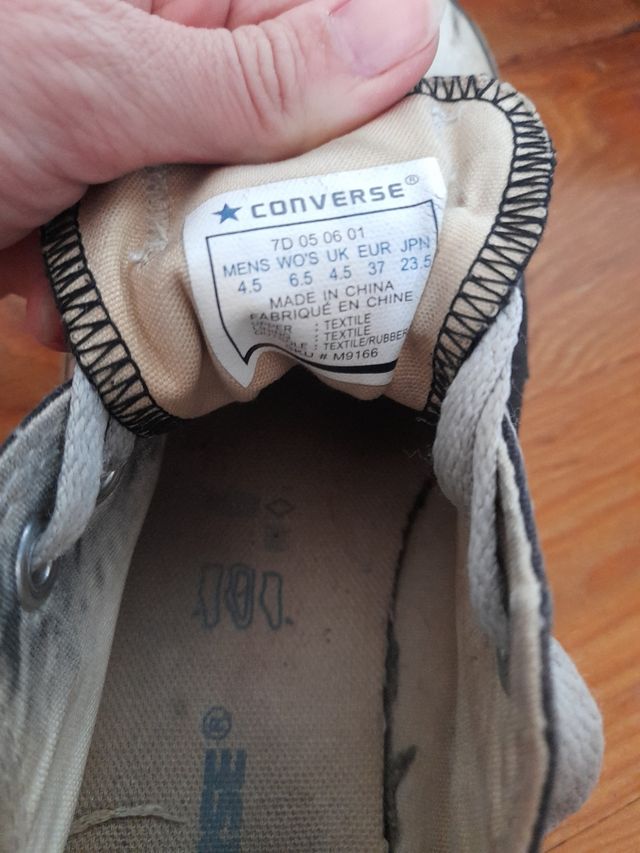 CONVERSE®
7D 05 06 01
MENS WO'S UK EUR JPN
4.5 6.5 4.5 37 23.5
MADE IN CHINA
FABRIQUÉ EN CHINE
: TEXTILE
: TEXTILE
: TEXTILE/RUBBER
# M9166